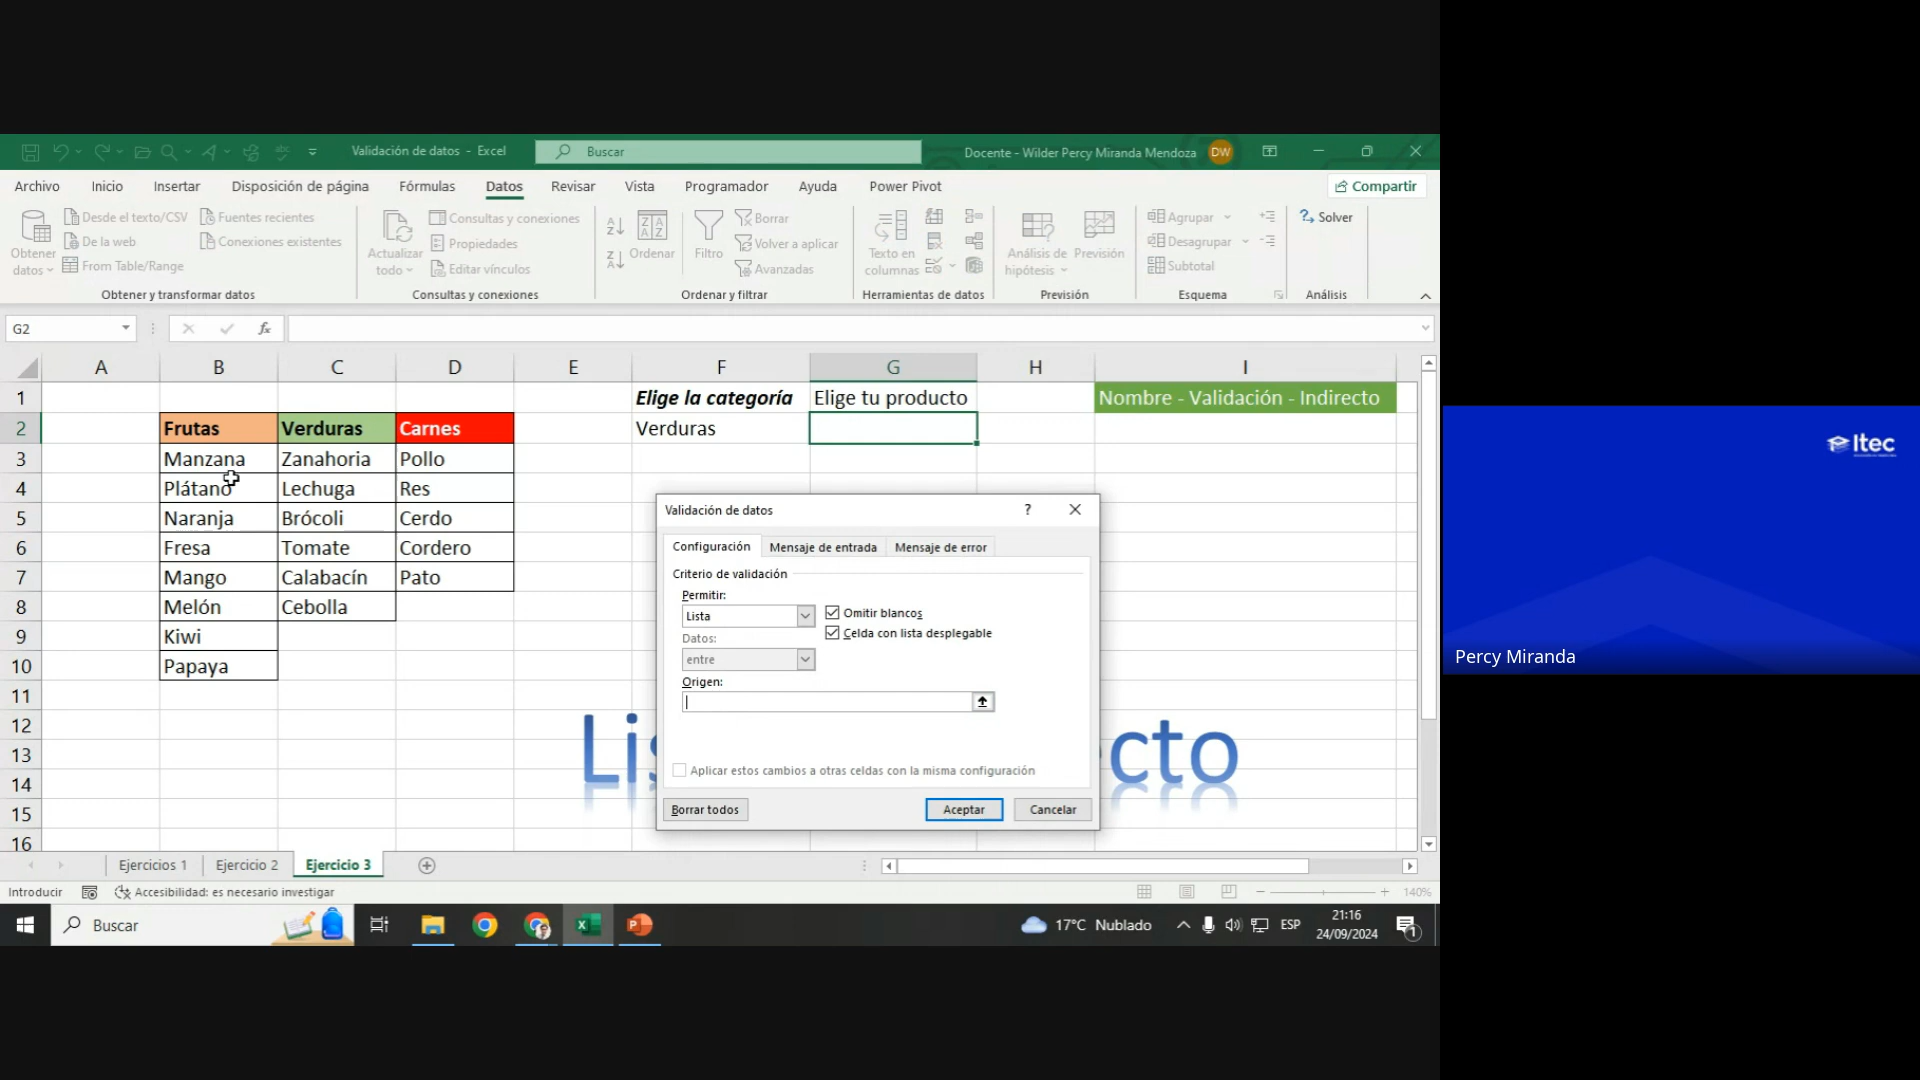 Validación de datos - Excel
Buscar
Docente - Wilder Percy Miranda Mendoza
DW
Archivo
Inicio
Insertar
Disposición de página
Fórmulas
Datos
Revisar
Vista
Programador
Ayuda
Power Pivot
Compartir
Obtener datos
Desde el texto/CSV
De la web
From Table/Range
Fuentes recientes
Conexiones existentes
Obtener y transformar datos
Actualizar todo
Consultas y conexiones
Propiedades
Editar vínculos
Consultas y conexiones
Ordenar
Filtro
Borrar
Volver a aplicar
Avanzadas
Ordenar y filtrar
Texto en columnas
Herramientas de datos
Análisis de hipótesis
Previsión
Previsión
Agrupar
Desagrupar
Subtotal
Esquema
Solver
Análisis
G2
fx
A B C D E F G H I
1 Elige la categoría Elige tu producto Nombre - Validación - Indirecto
2 Frutas Verduras Carnes Verduras
3 Manzana Zanahoria Pollo
4 Plátano Lechuga Res
5 Naranja Brócoli Cerdo
6 Fresa Tomate Cordero
7 Mango Calabacín Pato
8 Melón Cebolla
9 Kiwi
10 Papaya
11
12
13
14
15
16
Validación de datos
?
Configuración
Mensaje de entrada
Mensaje de error
Criterio de validación
Permitir:
Lista
Omitir blancos
Celda con lista desplegable
Datos:
entre
Origen:
Aplicar estos cambios a otras celdas con la misma configuración
Borrar todos
Aceptar
Cancelar
Lis
ecto
Ejercicios 1
Ejercicio 2
Ejercicio 3
Introducir
Accesibilidad: es necesario investigar
140%
Buscar
17°C Nublado
ESP
21:16
24/09/2024
1
Itec
Percy Miranda